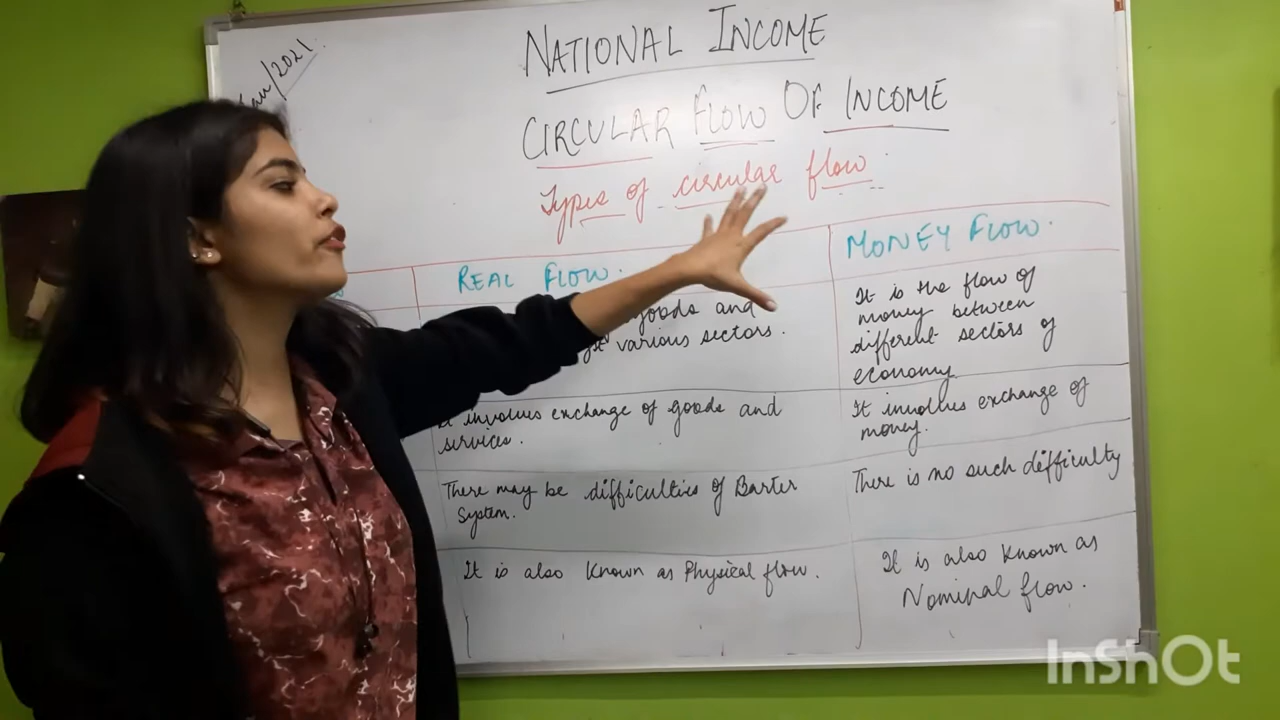 /2021
NATIONAL INCOME
CIRCULAR FLOW OF INCOME
Types of circular flow
REAL FLOW.
goods and
various sectors.
It involves exchange of goods and
services.
There may be difficulties of Barter
System.
It is also Known as Physical flow.
MONEY FLOW.
It is the flow of
money between
different sectors of
economy
It involves exchange of
money.
There is no such difficulty
It is also Known as
Nominal flow.
InShOt